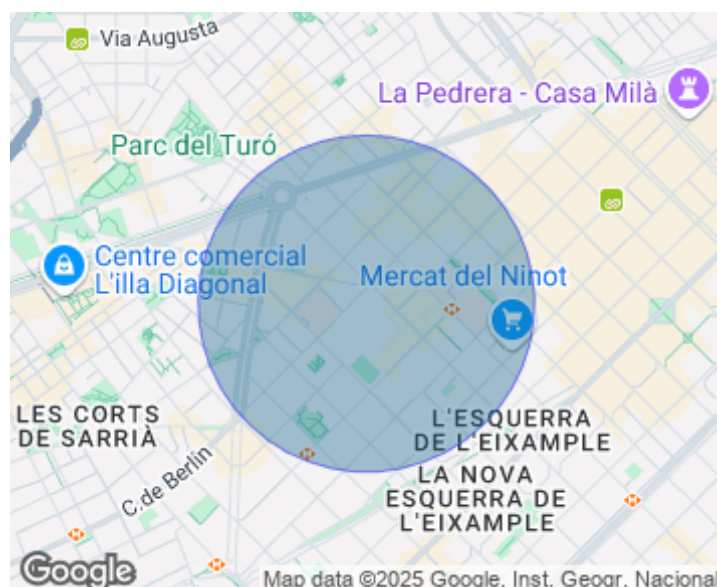 Via Augusta
La Pedrera - Casa Milà
Parc del Turó
Centre comercial
L'illa Diagonal
Mercat del Ninot
LES CORTS
DE SARRIÀ
L'ESQUERRA
DE L'EIXAMPLE
C.de Berlín
LA NOVA
ESQUERRA DE
L'EIXAMPLE
Google
Map data ©2025 Google, Inst. Geogr. Nacional